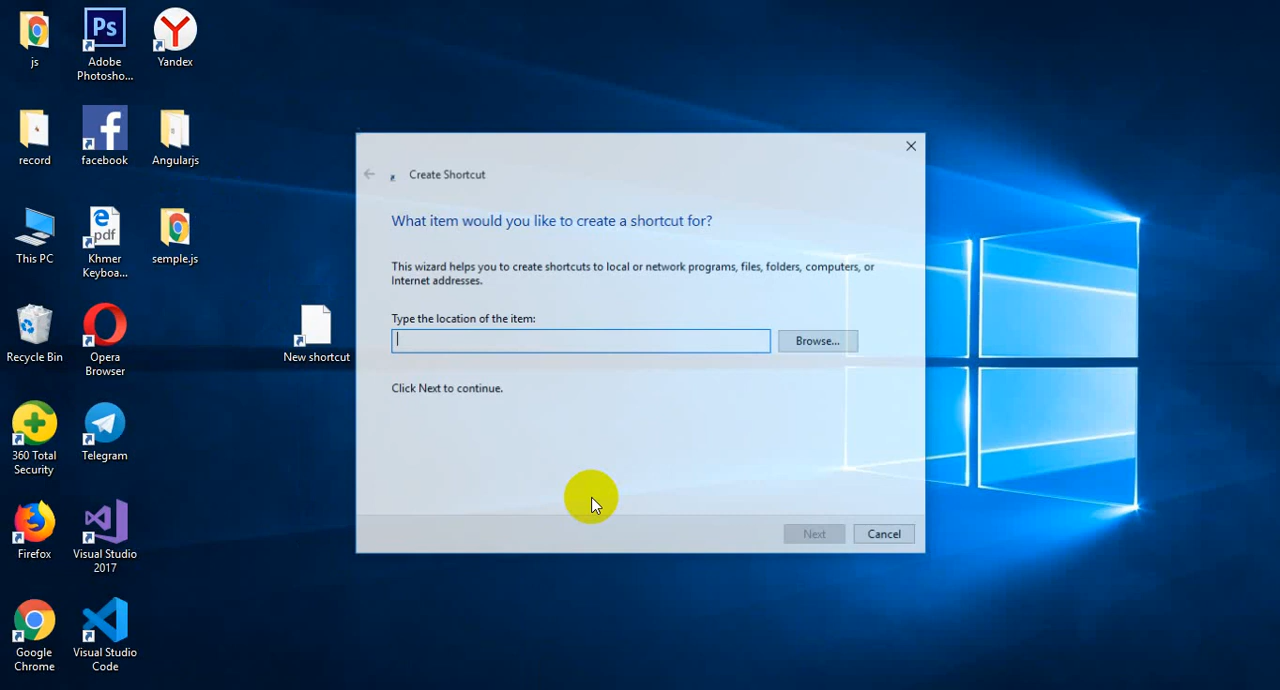 js
Ps
Adobe
Photosho...
Y
Yandex
record
f
facebook
Angularjs
This PC
e
pdf
Khmer
Keyboa...
semple.js
Recycle Bin
Opera
Browser
New shortcut
360 Total
Security
Telegram
Firefox
Visual Studio
2017
Google
Chrome
Visual Studio
Code
Create Shortcut
What item would you like to create a shortcut for?
This wizard helps you to create shortcuts to local or network programs, files, folders, computers, or
Internet addresses.
Type the location of the item:
Browse...
Click Next to continue.
Next
Cancel